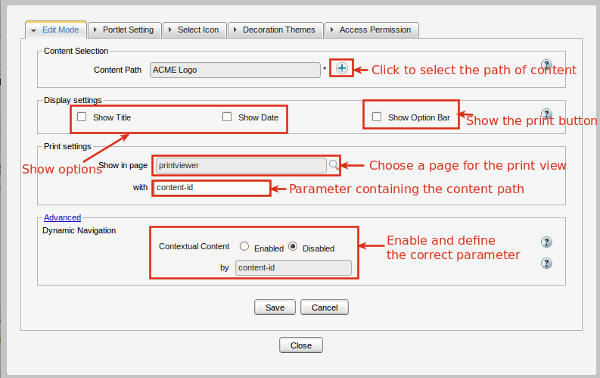 Edit Mode Portlet Setting Select Icon Decoration Themes Access Permission
Content Selection
Content Path ACME Logo * Click to select the path of content
Display settings
Show Title Show Date Show Option Bar
Show the print button
Print settings
Show options
Show in page printviewer Choose a page for the print view
with content-id Parameter containing the content path
Advanced
Dynamic Navigation
Contextual Content Enabled Disabled Enable and define
the correct parameter
by content-id
Save Cancel
Close